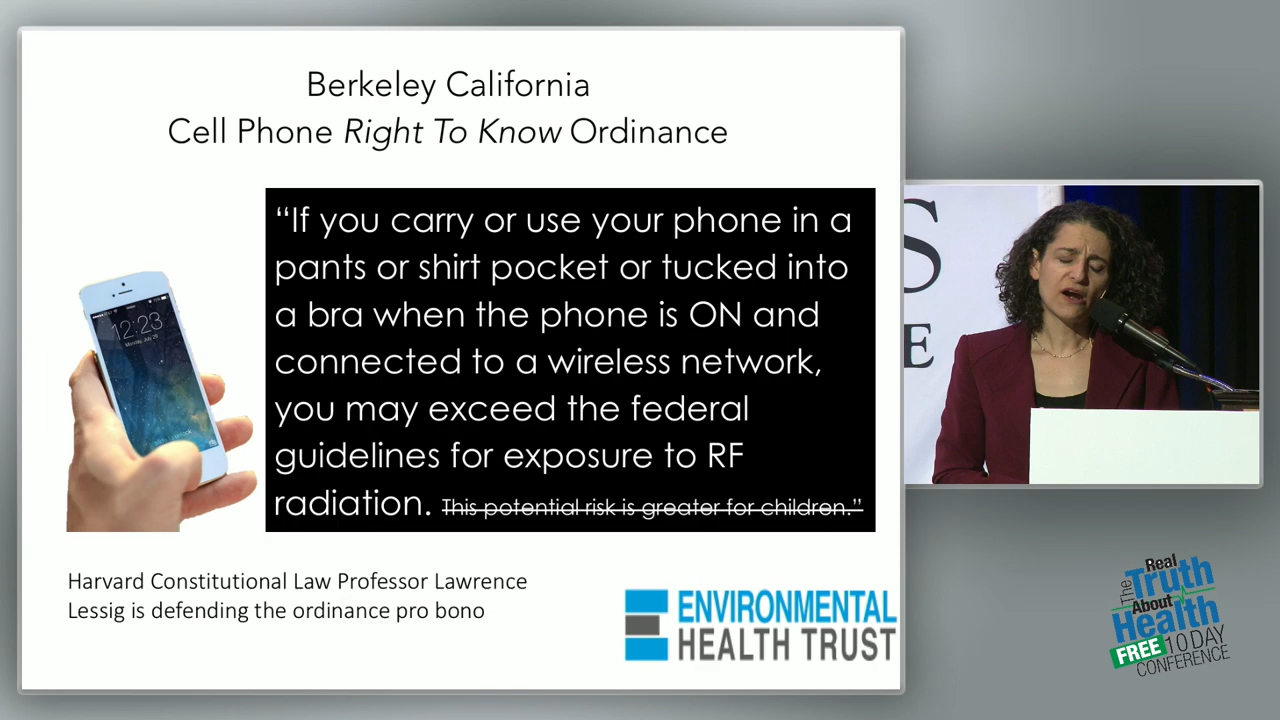 Berkeley California
Cell Phone Right To Know Ordinance
“If you carry or use your phone in a
pants or shirt pocket or tucked into
a bra when the phone is ON and
connected to a wireless network,
you may exceed the federal
guidelines for exposure to RF
radiation. This potential risk is greater for children.”
12:23
Monday, July 28
Harvard Constitutional Law Professor Lawrence
Lessig is defending the ordinance pro bono
ENVIRONMENTAL
HEALTH TRUST
S
E
The Real
Truth
About
Health
FREE 10 DAY
CONFERENCE